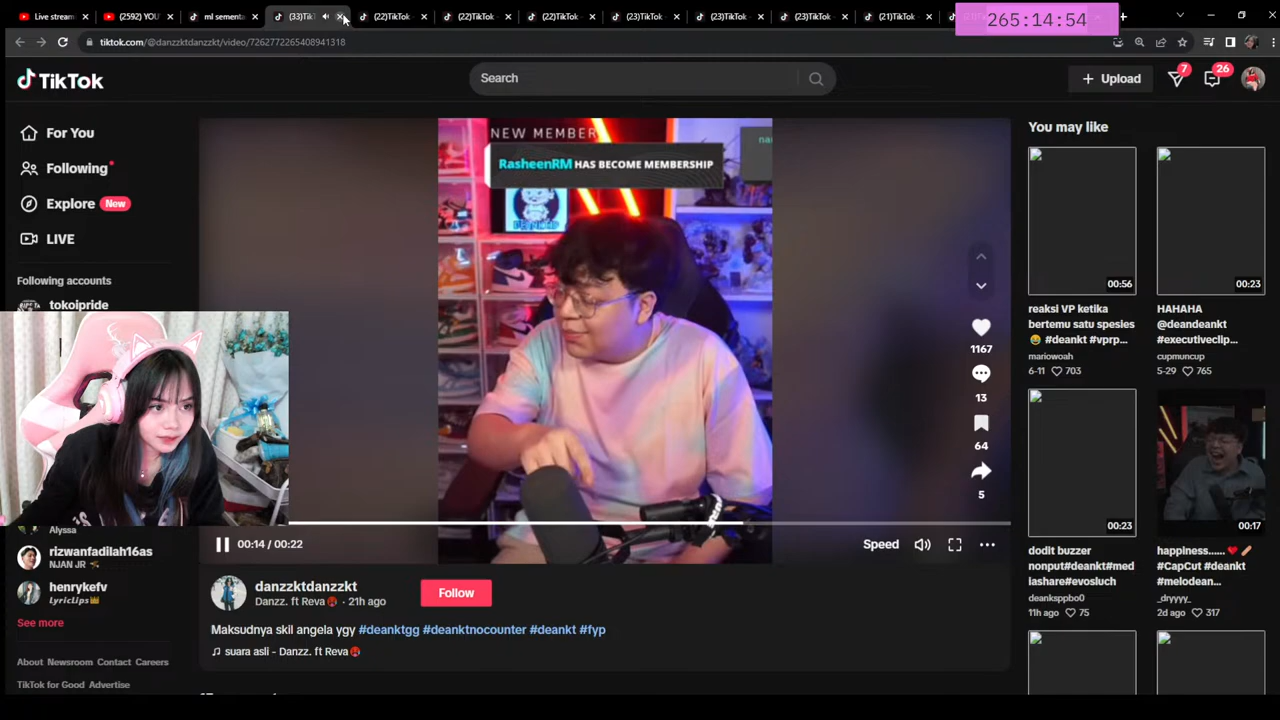 Live stream
(2592) YOU
ml sementa
(33)TikT
(22)TikTok
(22)TikTok
(22)TikTok
(23)TikTok
(23)TikTok
(23)TikTok
(21)TikTok
265:14:54
tiktok.com/@danzzktdanzzkt/video/7262772265408941318
TikTok
Search
Upload
7
26
For You
Following
Explore New
LIVE
Following accounts
tokoipride
Alyssa
rizwanfadilah16as
NJAN JR
henrykefv
LyricLips
See more
About Newsroom Contact Careers
TikTok for Good Advertise
NEW MEMBER
RasheenRM HAS BECOME MEMBERSHIP
1167
13
64
5
00:14 / 00:22
Speed
danzzktdanzzkt
Danzz. ft Reva · 21h ago
Follow
Maksudnya skil angela ygy #deanktgg #deanktnocounter #deankt #fyp
suara asli - Danzz. ft Reva
You may like
00:56
reaksi VP ketika
bertemu satu spesies
#deankt #vprp...
mariowoah
6-11 703
00:23
HAHAHA
@deandeankt
#executiveclip...
cupmuncup
5-29 765
00:23
dodit buzzer
nonput#deankt#med
iashare#evosluch
deanksppbo0
11h ago 75
00:17
happiness......
#CapCut #deankt
#melodean...
_dryyyy_
2d ago 317